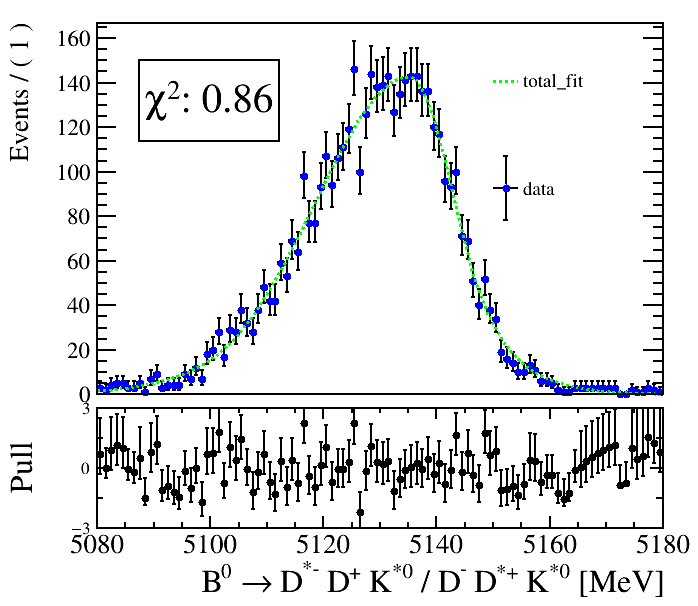 Events / ( 1 )
160
140
120
100
80
60
40
20
0
χ²: 0.86
total_fit
data
Pull
3
0
−3
5080 5100 5120 5140 5160 5180
B⁰ → D*⁻ D⁺ K*⁰ / D⁻ D*⁺ K*⁰ [MeV]